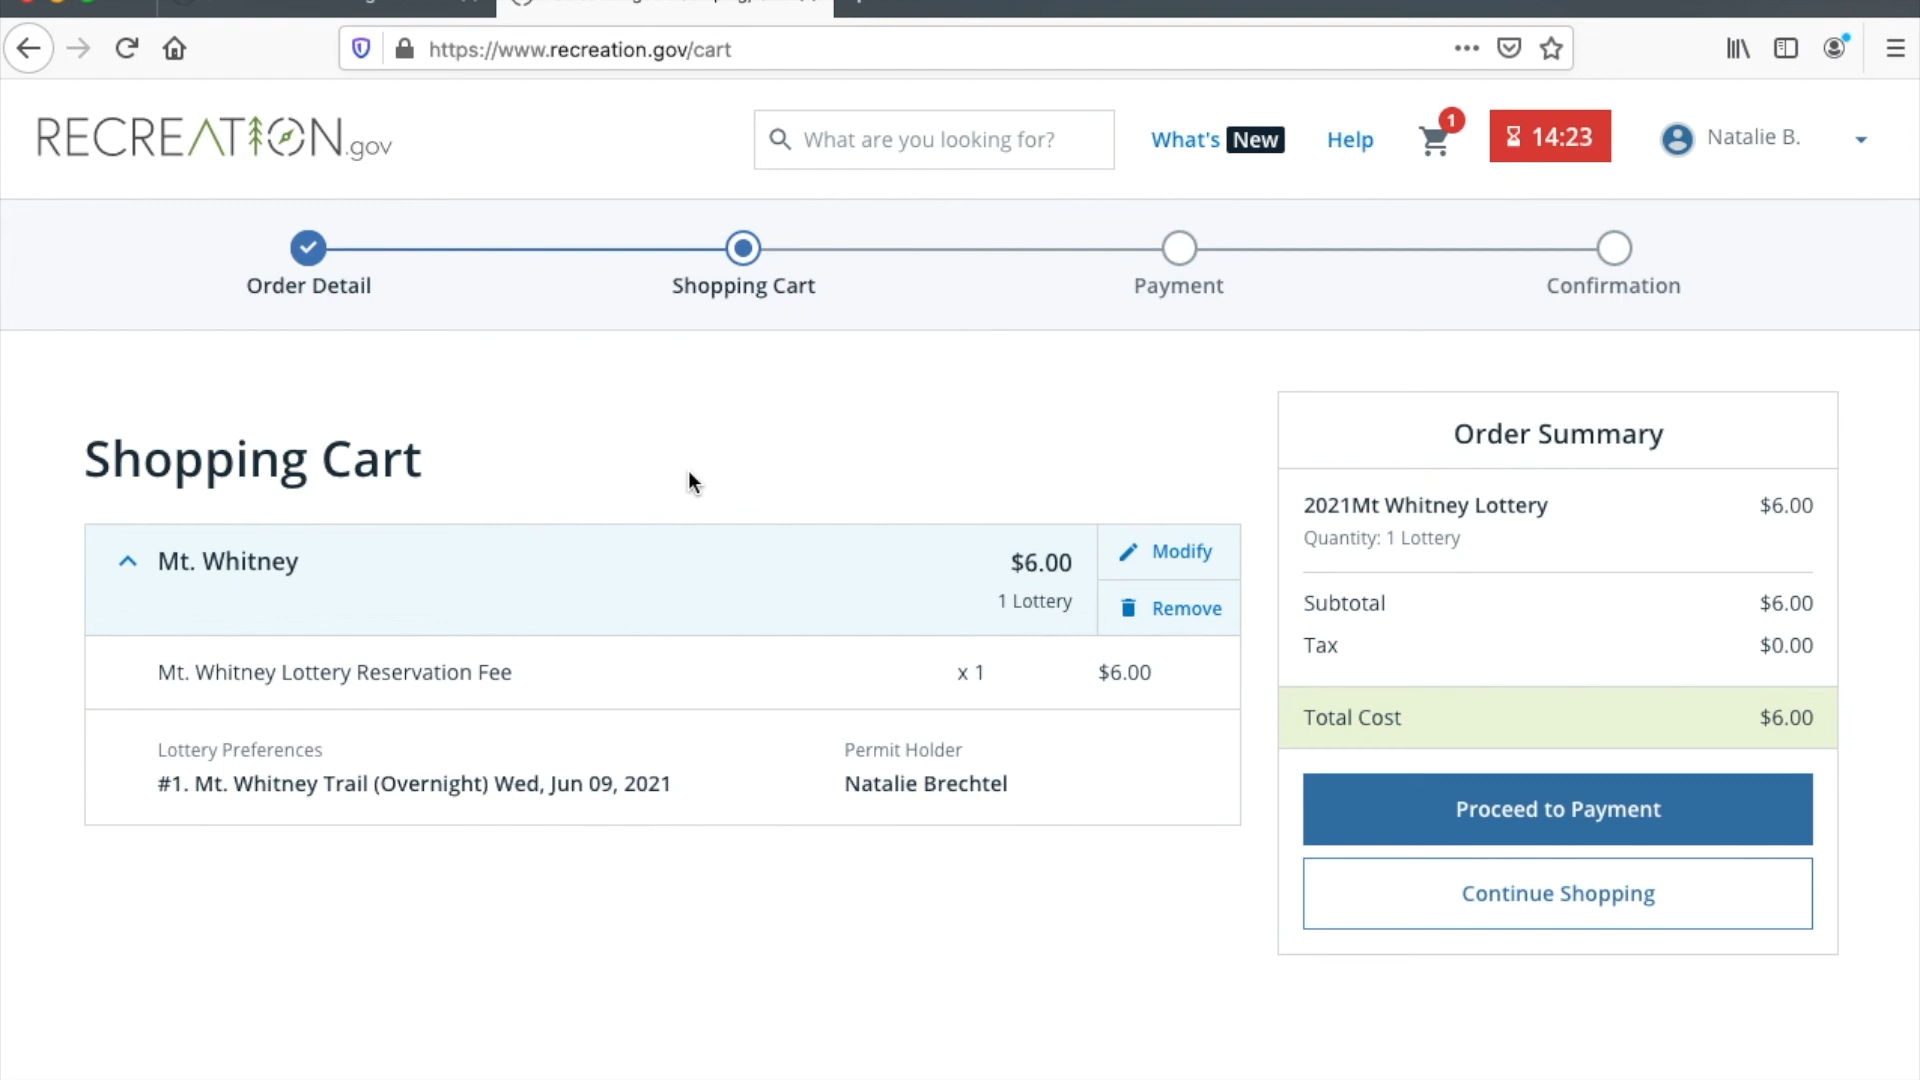 https://www.recreation.gov/cart
RECREATION.gov
What are you looking for?
What's New
Help
1
14:23
Natalie B.
Order Detail
Shopping Cart
Payment
Confirmation
Shopping Cart
Mt. Whitney
$6.00
1 Lottery
Modify
Remove
Mt. Whitney Lottery Reservation Fee x 1 $6.00
Lottery Preferences
#1. Mt. Whitney Trail (Overnight) Wed, Jun 09, 2021
Permit Holder
Natalie Brechtel
Order Summary
2021Mt Whitney Lottery $6.00
Quantity: 1 Lottery
Subtotal $6.00
Tax $0.00
Total Cost $6.00
Proceed to Payment
Continue Shopping